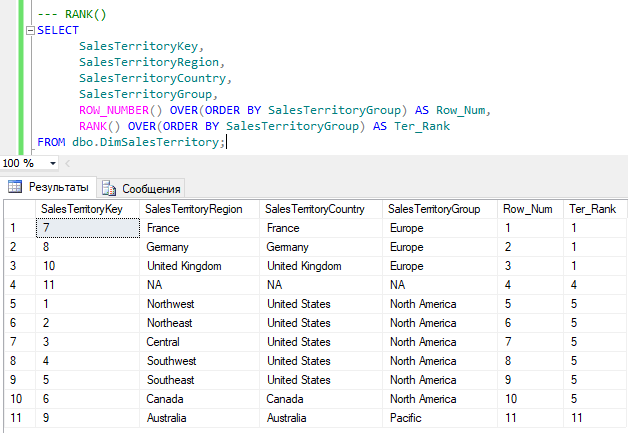 --- RANK()
SELECT
SalesTerritoryKey,
SalesTerritoryRegion,
SalesTerritoryCountry,
SalesTerritoryGroup,
ROW_NUMBER() OVER(ORDER BY SalesTerritoryGroup) AS Row_Num,
RANK() OVER(ORDER BY SalesTerritoryGroup) AS Ter_Rank
FROM dbo.DimSalesTerritory;
100 %
Результаты Сообщения
SalesTerritoryKey SalesTerritoryRegion SalesTerritoryCountry SalesTerritoryGroup Row_Num Ter_Rank
1 7 France France Europe 1 1
2 8 Germany Germany Europe 2 1
3 10 United Kingdom United Kingdom Europe 3 1
4 11 NA NA NA 4 4
5 1 Northwest United States North America 5 5
6 2 Northeast United States North America 6 5
7 3 Central United States North America 7 5
8 4 Southwest United States North America 8 5
9 5 Southeast United States North America 9 5
10 6 Canada Canada North America 10 5
11 9 Australia Australia Pacific 11 11